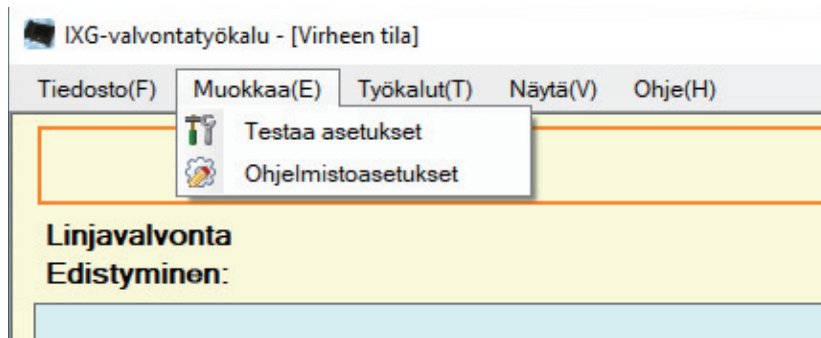 IXG-valvontatyökalu - [Virheen tila]
Tiedosto(F) Muokkaa(E) Työkalut(T) Näytä(V) Ohje(H)
Testaa asetukset
Ohjelmistoasetukset
Linjavalvonta
Edistyminen: